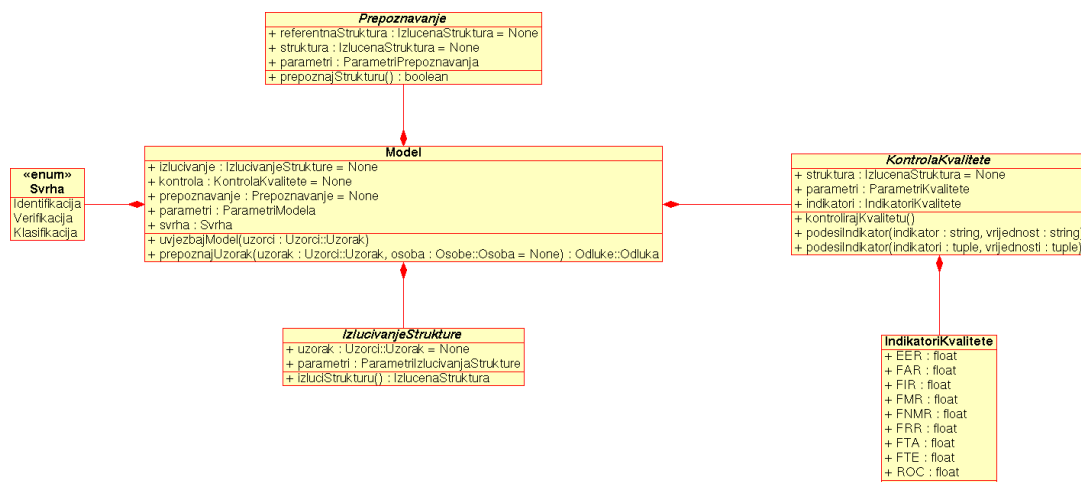 Prepoznavanje
+ referentnaStruktura : IzlucenaStruktura = None
+ struktura : IzlucenaStruktura = None
+ parametri : ParametriPrepoznavanja
+ prepoznajStrukturu() : boolean
Model
+ izlucivanje : IzlucivanjeStrukture = None
+ kontrola : KontrolaKvalitete = None
+ prepoznavanje : Prepoznavanje = None
+ parametri : ParametriModela
+ svrha : Svrha
+ uvjezbajModel(uzorci : Uzorci::Uzorak)
+ prepoznajUzorak(uzorak : Uzorci::Uzorak, osoba : Osobe::Osoba = None) : Odluke::Odluka
«enum»
Svrha
Identifikacija
Verifikacija
Klasifikacija
KontrolaKvalitete
+ struktura : IzlucenaStruktura = None
+ parametri : ParametriKvalitete
+ indikatori : IndikatoriKvalitete
+ kontrolirajKvalitetu()
+ podesiIndikator(indikator : string, vrijednost : string)
+ podesiIndikator(indikatori : tuple, vrijednosti : tuple)
IzlucivanjeStrukture
+ uzorak : Uzorci::Uzorak = None
+ parametri : ParametriIzlucivanjaStrukture
+ izluciStrukturu() : IzlucenaStruktura
IndikatoriKvalitete
+ EER : float
+ FAR : float
+ FIR : float
+ FMR : float
+ FNMR : float
+ FRR : float
+ FTA : float
+ FTE : float
+ ROC : float